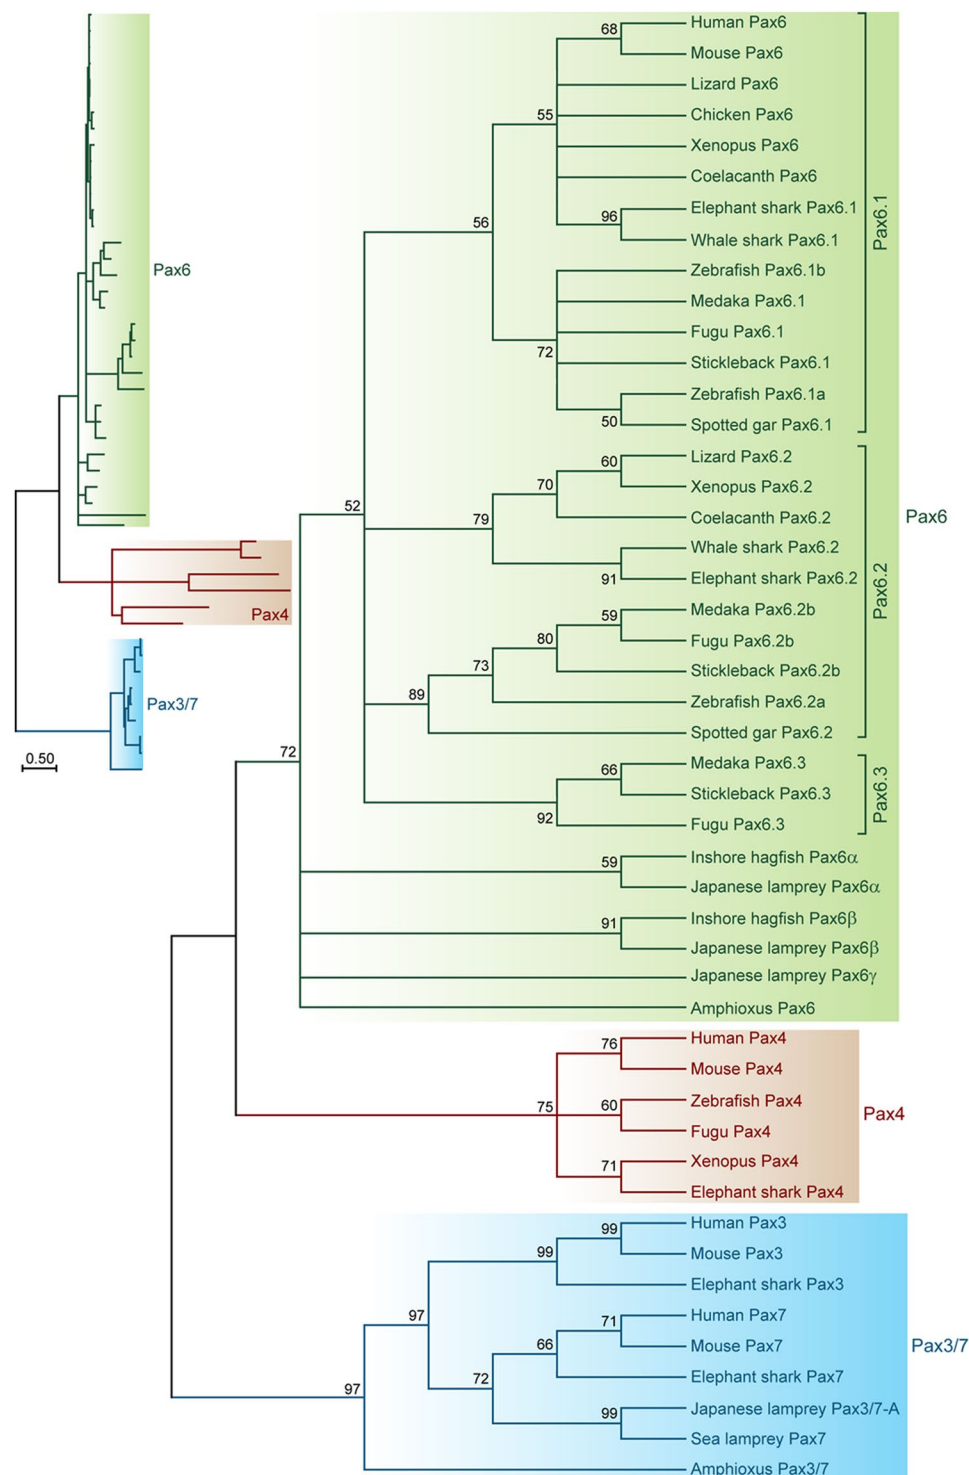 Pax6
Pax4
Pax3/7
0.50
68
55
96
56
72
50
60
70
79
91
52
59
80
73
89
66
92
72
59
91
76
75
60
71
99
99
97
71
66
72
97
99
Human Pax6
Mouse Pax6
Lizard Pax6
Chicken Pax6
Xenopus Pax6
Coelacanth Pax6
Elephant shark Pax6.1
Whale shark Pax6.1
Zebrafish Pax6.1b
Medaka Pax6.1
Fugu Pax6.1
Stickleback Pax6.1
Zebrafish Pax6.1a
Spotted gar Pax6.1
Lizard Pax6.2
Xenopus Pax6.2
Coelacanth Pax6.2
Whale shark Pax6.2
Elephant shark Pax6.2
Medaka Pax6.2b
Fugu Pax6.2b
Stickleback Pax6.2b
Zebrafish Pax6.2a
Spotted gar Pax6.2
Medaka Pax6.3
Stickleback Pax6.3
Fugu Pax6.3
Inshore hagfish Pax6α
Japanese lamprey Pax6α
Inshore hagfish Pax6β
Japanese lamprey Pax6β
Japanese lamprey Pax6γ
Amphioxus Pax6
Human Pax4
Mouse Pax4
Zebrafish Pax4
Fugu Pax4
Xenopus Pax4
Elephant shark Pax4
Human Pax3
Mouse Pax3
Elephant shark Pax3
Human Pax7
Mouse Pax7
Elephant shark Pax7
Japanese lamprey Pax3/7-A
Sea lamprey Pax7
Amphioxus Pax3/7
Pax6.1
Pax6.2
Pax6.3
Pax6
Pax4
Pax3/7